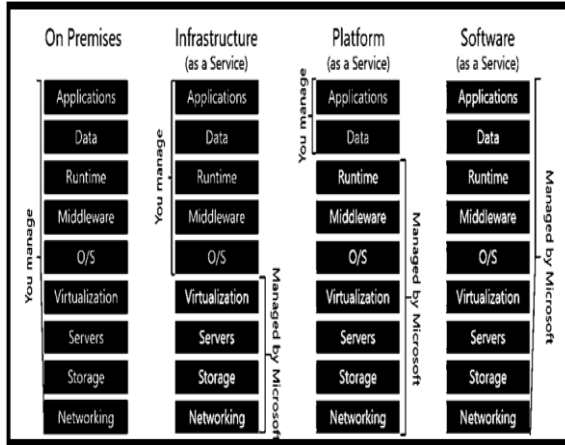 On Premises
Infrastructure
(as a Service)
Platform
(as a Service)
Software
(as a Service)
You manage
Applications
Data
Runtime
Middleware
O/S
Virtualization
Servers
Storage
Networking
You manage
Applications
Data
Runtime
Middleware
O/S
Virtualization
Servers
Storage
Networking
Managed by Microsoft
You manage
Applications
Data
Runtime
Middleware
O/S
Virtualization
Servers
Storage
Networking
Managed by Microsoft
Applications
Data
Runtime
Middleware
O/S
Virtualization
Servers
Storage
Networking
Managed by Microsoft